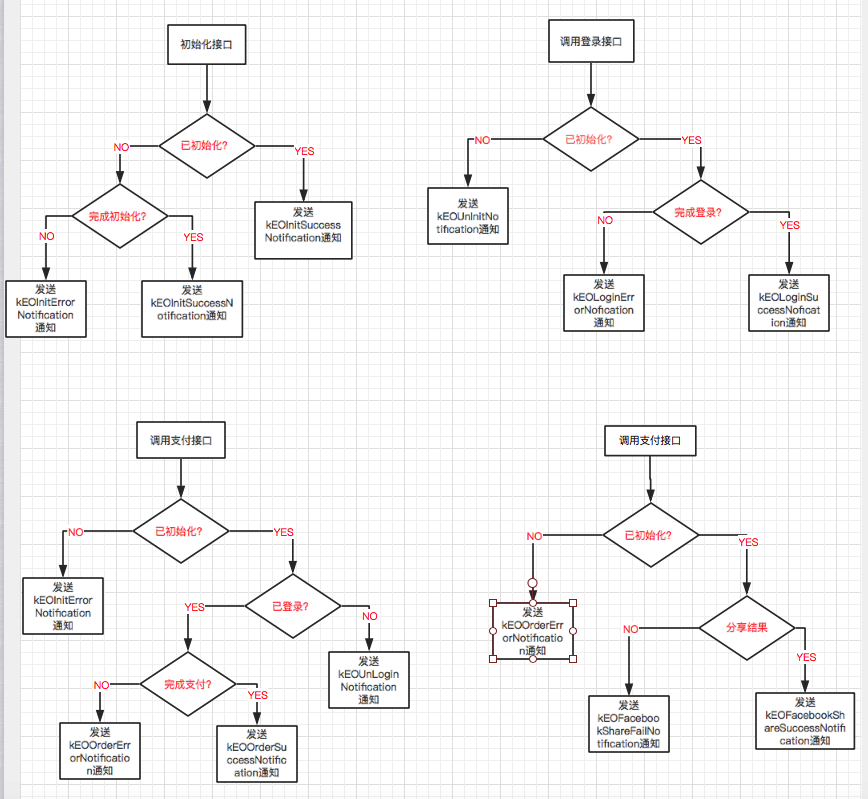 初始化接口
NO
已初始化?
YES
完成初始化?
NO
YES
发送
kEOInitSuccess
Notification通知
发送
kEOInitError
Notification
通知
发送
kEOInitSuccessN
otification通知
调用登录接口
NO
已初始化?
YES
发送
kEOUnInitNo
tification通知
NO
完成登录?
YES
发送
kEOLoginErr
orNofication
通知
发送
kEOLoginSu
ccessNoficat
ion通知
调用支付接口
NO
已初始化?
YES
发送
kEOInitError
Notification
通知
YES
已登录?
NO
发送
kEOUnLogin
Notification
通知
NO
完成支付?
YES
发送
kEOOrderErr
orNotificatio
n通知
发送
kEOOrderSu
ccessNotific
ation通知
调用支付接口
NO
已初始化?
YES
发送
kEOOrderErr
orNotificatio
n通知
NO
分享结果
YES
发送
kEOFaceboo
kShareFailNo
tification通知
发送
kEOFacebookSh
areSuccessNotifi
cation通知